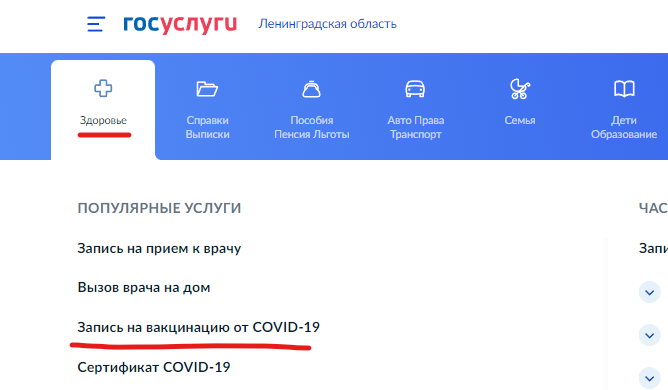 госуслуги Ленинградская область
Здоровье
Справки
Выписки
Пособия
Пенсия Льготы
Авто Права
Транспорт
Семья
Дети
Образование
ПОПУЛЯРНЫЕ УСЛУГИ
Запись на прием к врачу
Вызов врача на дом
Запись на вакцинацию от COVID-19
Сертификат COVID-19
ЧАС
Запи